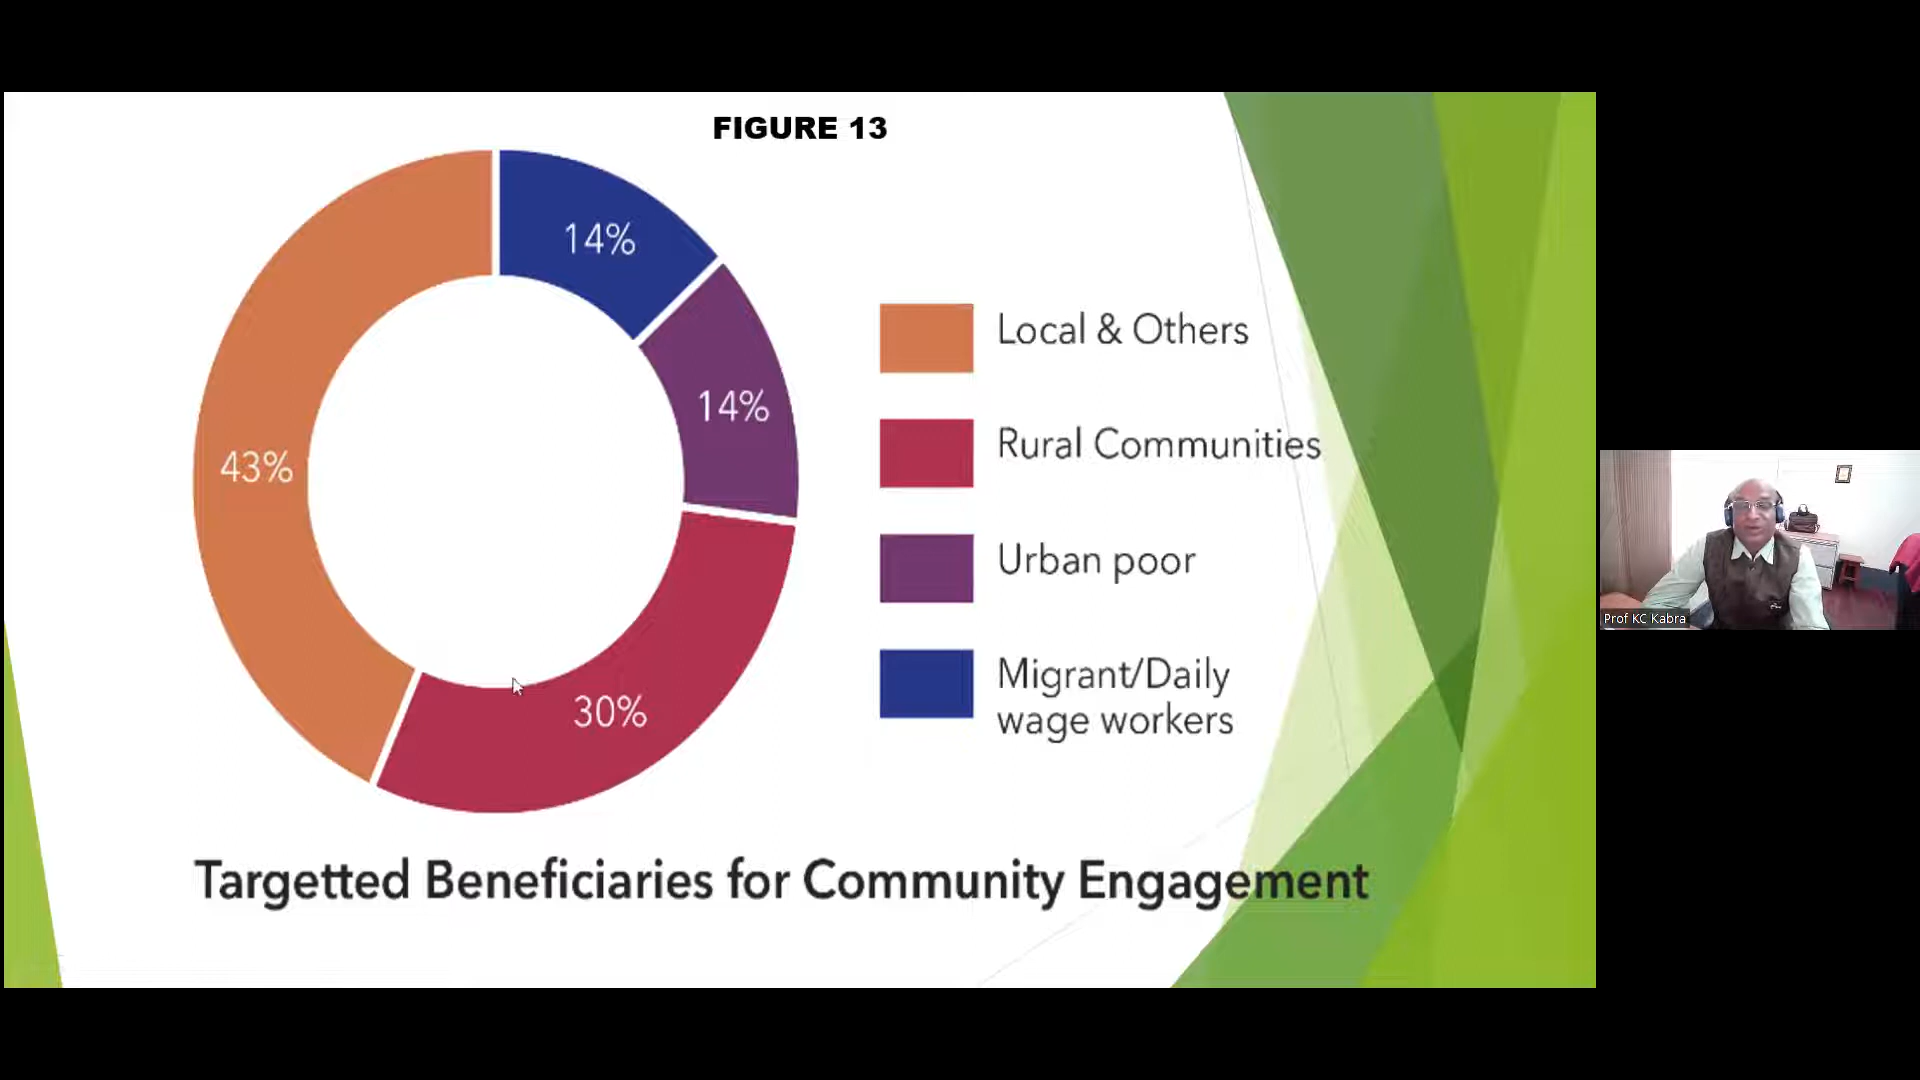 FIGURE 13
14%
14%
43%
30%
Local & Others
Rural Communities
Urban poor
Migrant/Daily
wage workers
Targetted Beneficiaries for Community Engagement
Prof KC Kabra